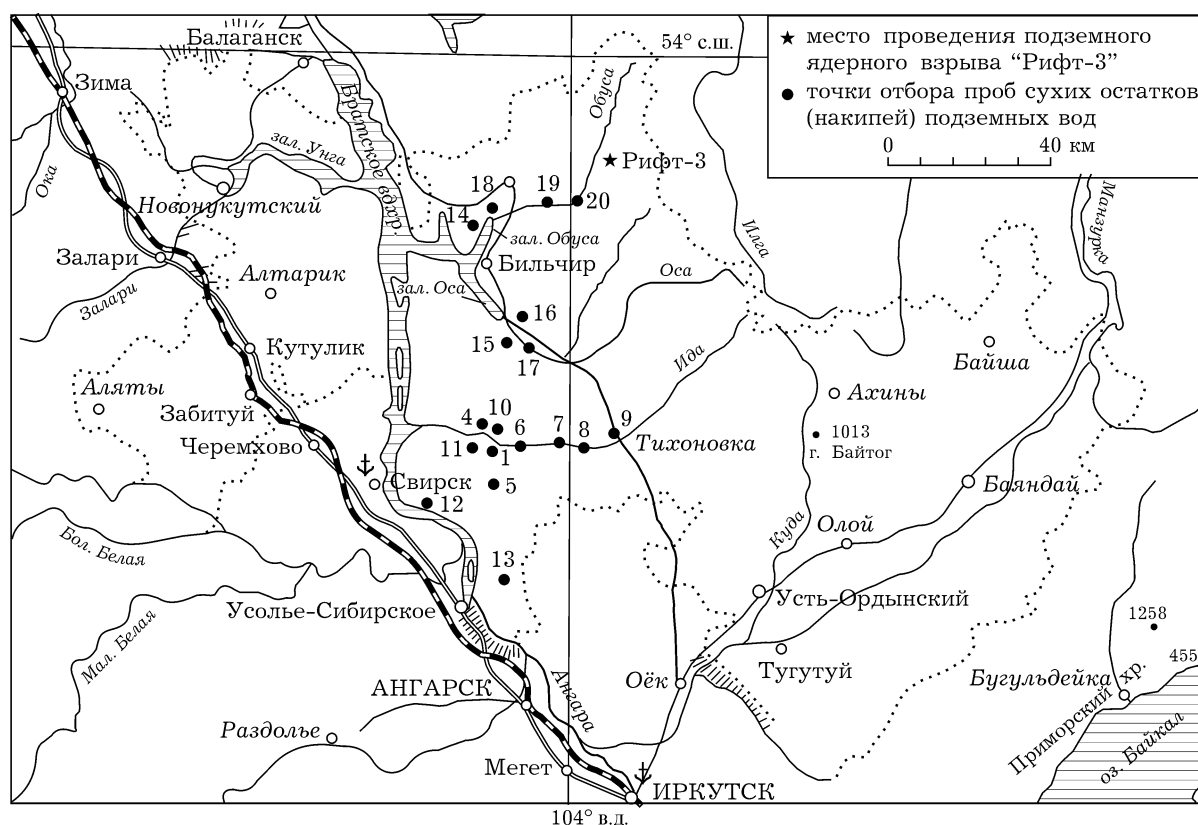 54° с.ш.
★ место проведения подземного
ядерного взрыва “Рифт-3”
● точки отбора проб сухих остатков
(накипей) подземных вод
0 40 км
Балаганск
Зима
Братское вдхр.
Обуса
зал. Унга
Ока
Рифт-3
18
19
20
14
Новонукутский
зал. Обуса
Бильчир
Илга
Манзурка
Залари
Алтарик
зал. Оса
Оса
Залари
16
15
17
Кутулик
Ида
Байша
Аляты
Ахины
Забитуй
4
10
6
7
8
9
Тихоновка
1013
г. Байтог
Черемхово
11
1
5
Свирск
12
Баяндай
Олой
Куда
Бол. Белая
13
Усолье-Сибирское
Усть-Ордынский
1258
Мал. Белая
455
Тугутуй
Оёк
Бугульдейка
АНГАРСК
Ангара
Приморский хр.
Раздолье
оз. Байкал
Мегет
ИРКУТСК
104° в.д.